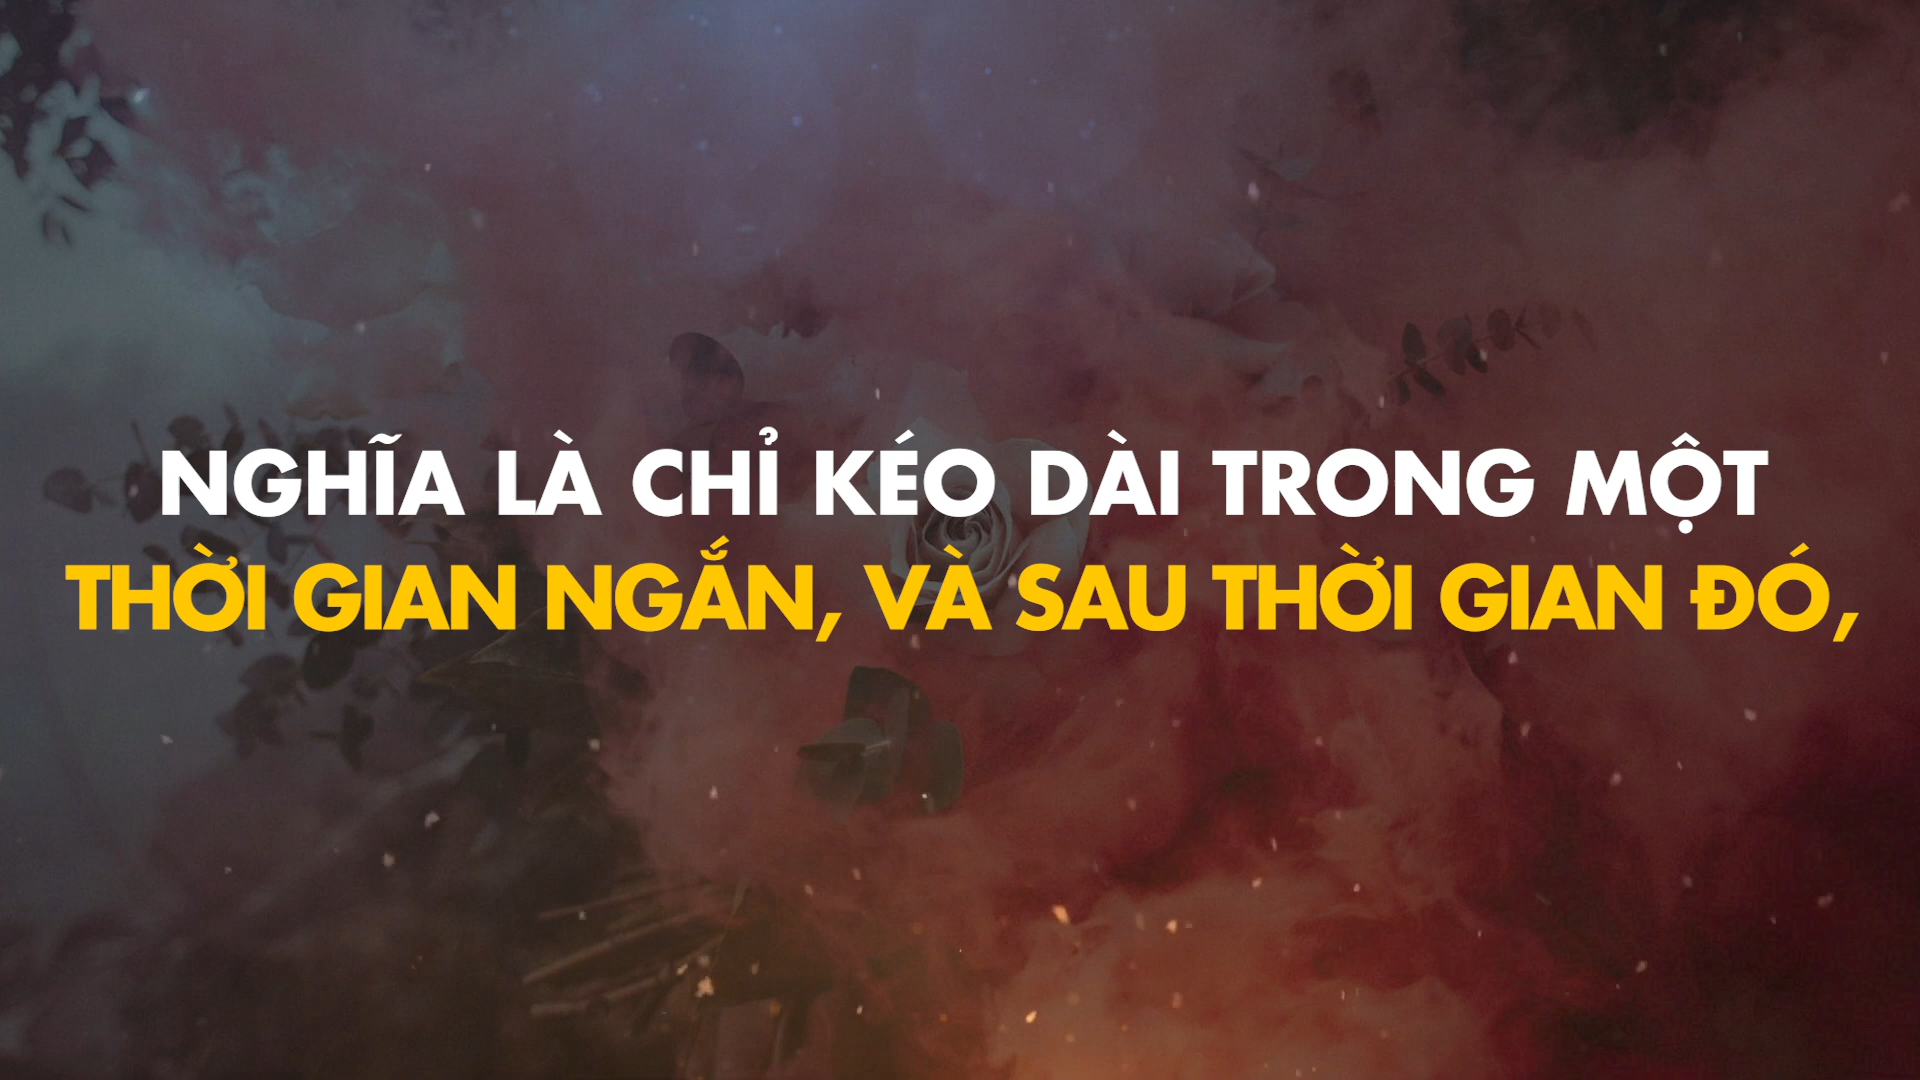 NGHĨA LÀ CHỈ KÉO DÀI TRONG MỘT
THỜI GIAN NGẮN, VÀ SAU THỜI GIAN ĐÓ,